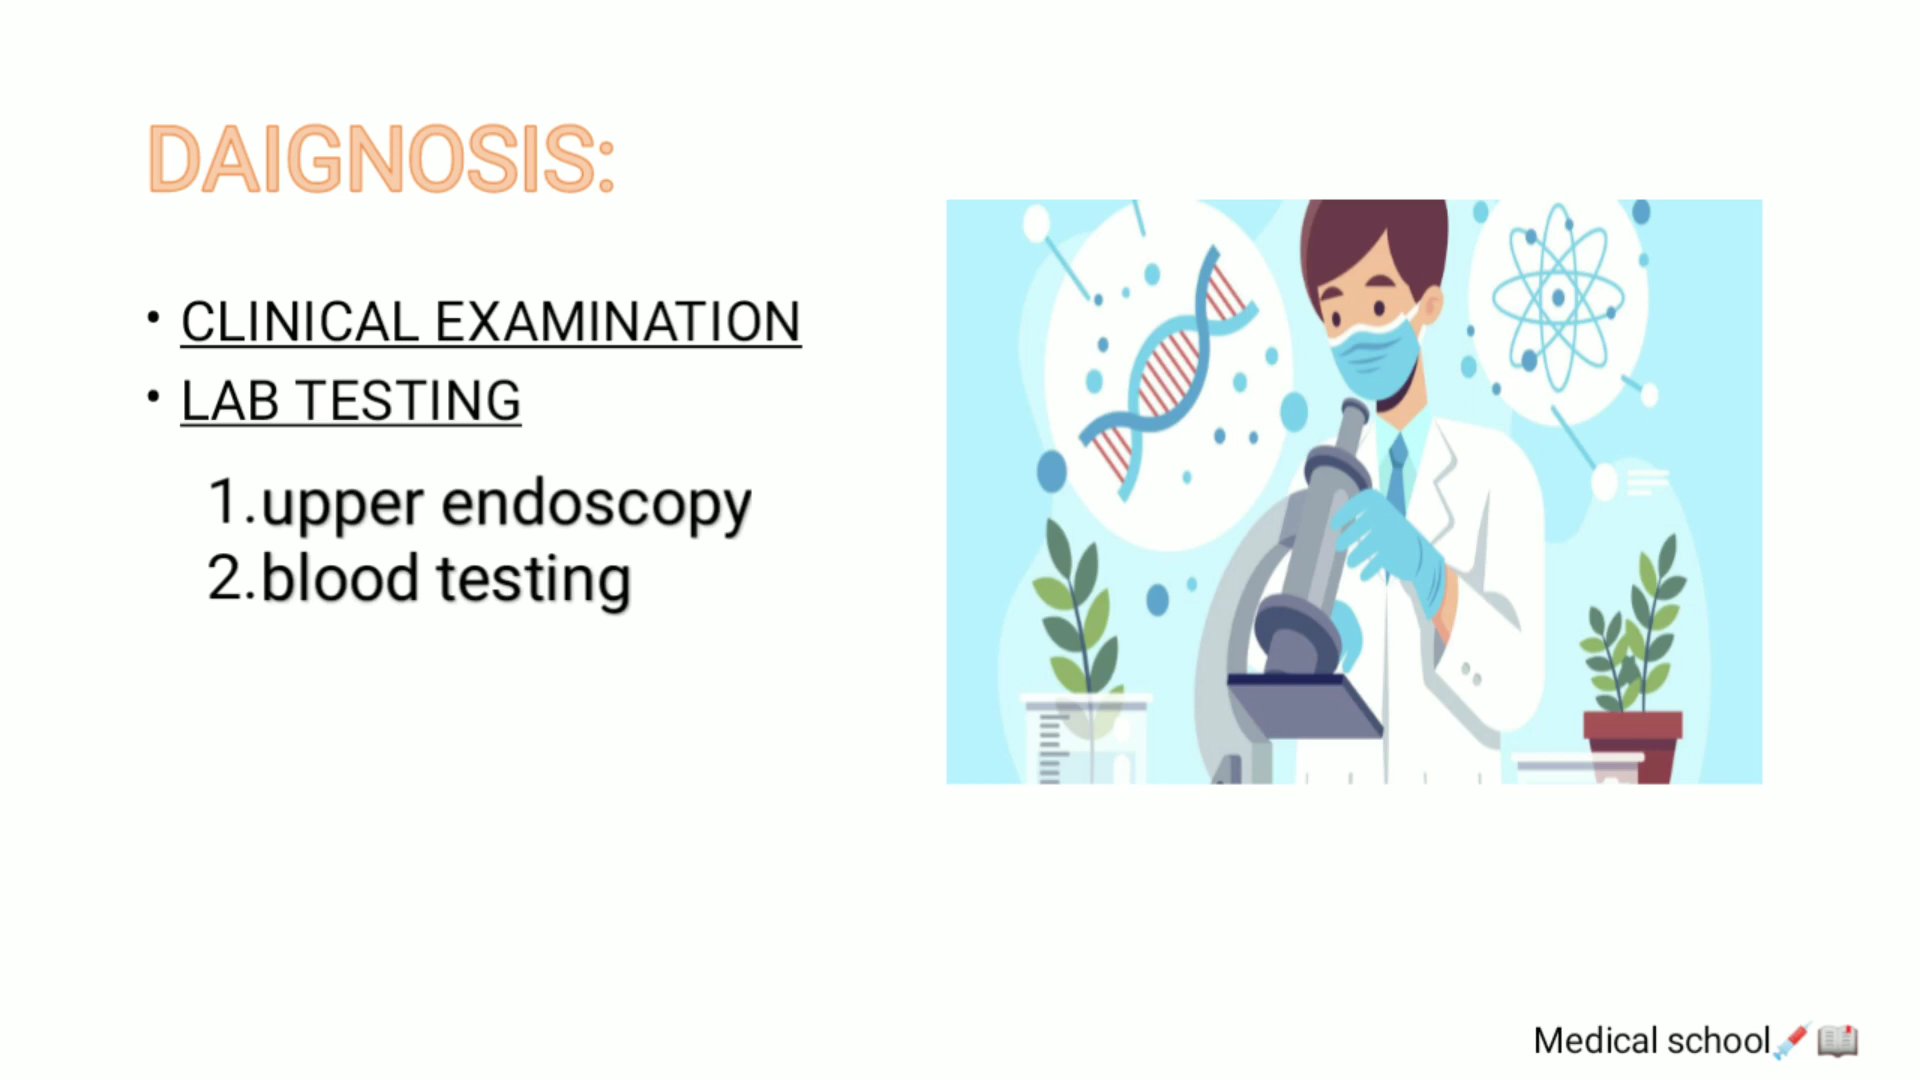 DAIGNOSIS:
• CLINICAL EXAMINATION
• LAB TESTING
1.upper endoscopy
2.blood testing
Medical school💉📖